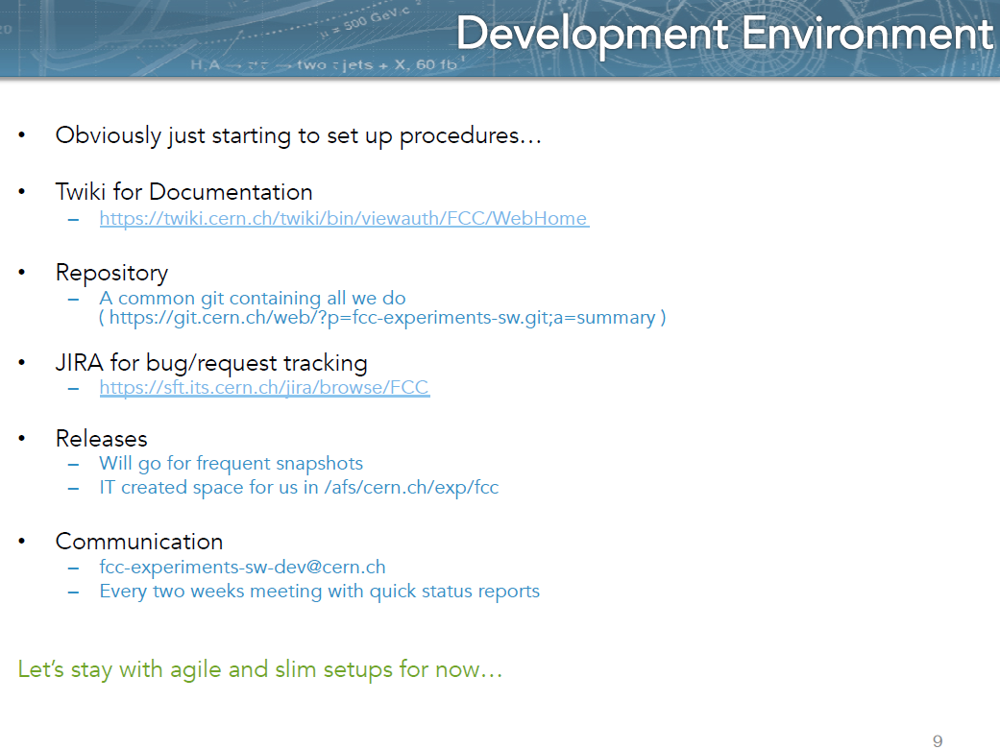 Development Environment
μ = 500 GeV/c
two τ jets + X, 60 fb
• Obviously just starting to set up procedures…
• Twiki for Documentation
– https://twiki.cern.ch/twiki/bin/viewauth/FCC/WebHome
• Repository
– A common git containing all we do
( https://git.cern.ch/web/?p=fcc-experiments-sw.git;a=summary )
• JIRA for bug/request tracking
– https://sft.its.cern.ch/jira/browse/FCC
• Releases
– Will go for frequent snapshots
– IT created space for us in /afs/cern.ch/exp/fcc
• Communication
– fcc-experiments-sw-dev@cern.ch
– Every two weeks meeting with quick status reports
Let’s stay with agile and slim setups for now…
9